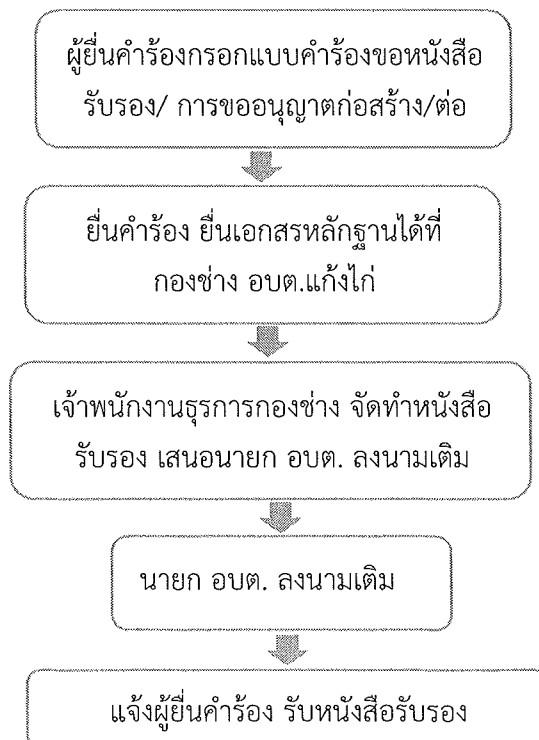 ผู้ยื่นคำร้องกรอกแบบคำร้องขอหนังสือ
รับรอง/ การขออนุญาตก่อสร้าง/ต่อ
ยื่นคำร้อง ยื่นเอกสรหลักฐานได้ที่
กองช่าง อบต.แก้งไก่
เจ้าพนักงานธุรการกองช่าง จัดทำหนังสือ
รับรอง เสนอนายก อบต. ลงนามเติม
นายก อบต. ลงนามเติม
แจ้งผู้ยื่นคำร้อง รับหนังสือรับรอง